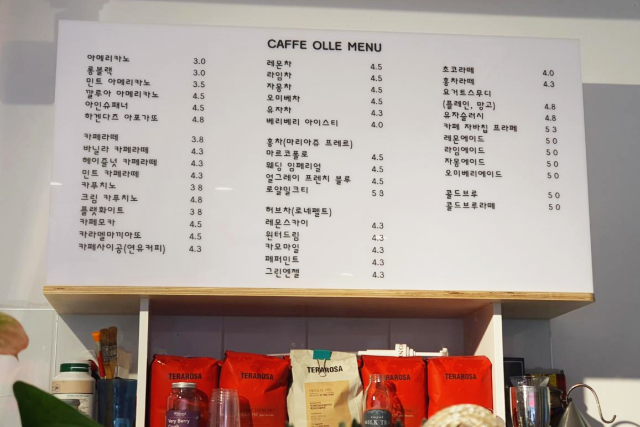 CAFFE OLLE MENU
아메리카노 3.0
롱블랙 3.0
민트 아메리카노 3.5
깔루아 아메리카노 4.5
아인슈패너 4.5
하겐다즈 아포가또 4.8
카페라떼 3.8
바닐라 카페라떼 4.3
헤이즐넛 카페라떼 4.3
민트 카페라떼 4.3
카푸치노 3 8
크림 카푸치노 4.8
플랫화이트 3 8
카페모카 4.5
카라멜마끼아또 4.5
카페사이공(연유커피) 4.3
레몬차 4.5
라임차 4.5
자몽차 4.5
오미베차 4.5
유자차 4.3
베리베리 아이스티 4.0
홍차(마리아쥬 프레르)
마르코폴로 4.5
웨딩 임페리얼 4.5
얼그레이 프렌치 블루 4.5
로얄밀크티 5 3
허브차(로네펠트)
레몬스카이 4.3
윈터드림 4.3
카모마일 4.3
페퍼민트 4.3
그린엔젤 4.3
초코라떼 4.0
홍차라떼 4.3
요거트스무디
(플레인, 망고) 4.8
유자슬러시 4.8
카페 자바칩 프라페 5 3
레몬에이드 5 0
라임에이드 5 0
자몽에이드 5 0
오미베리에이드 5 0
콜드브루 5 0
콜드브루라떼 5 0
TERAROSA
TERAROSA
TERAROSA
TERAROSA
TERAROSA
Very Berry
MILK TEA